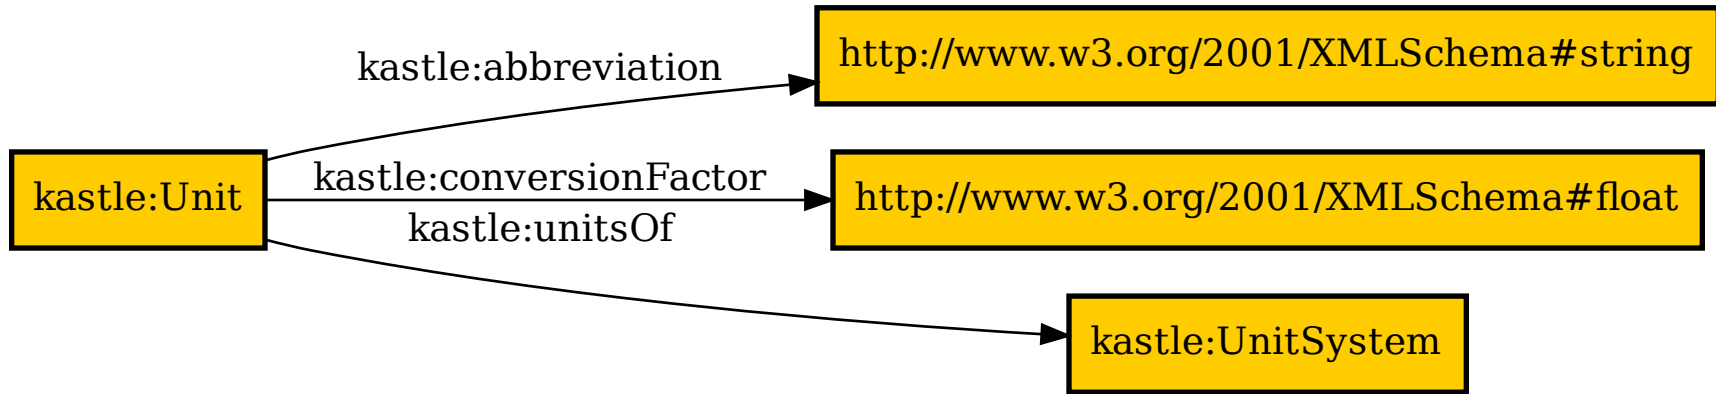 kastle:abbreviation
http://www.w3.org/2001/XMLSchema#string
kastle:Unit
kastle:conversionFactor
http://www.w3.org/2001/XMLSchema#float
kastle:unitsOf
kastle:UnitSystem